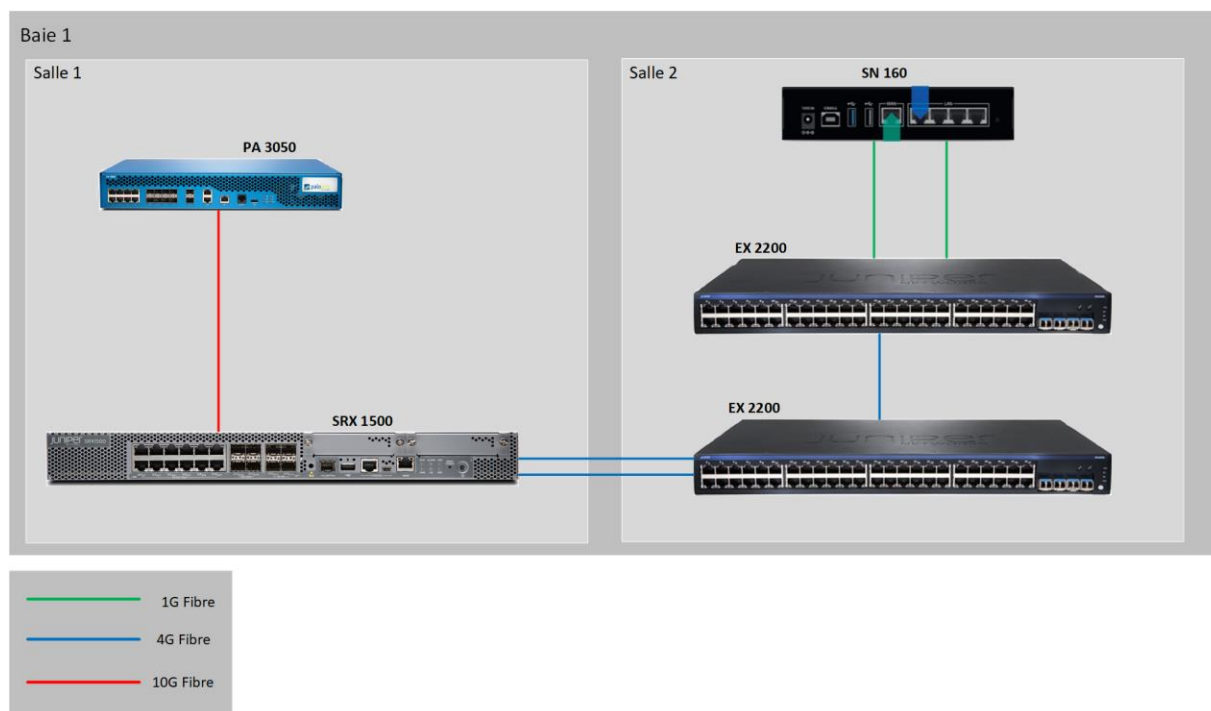 Baie 1
Salle 1
Salle 2
SN 160
PA 3050
EX 2200
SRX 1500
EX 2200
1G Fibre
4G Fibre
10G Fibre